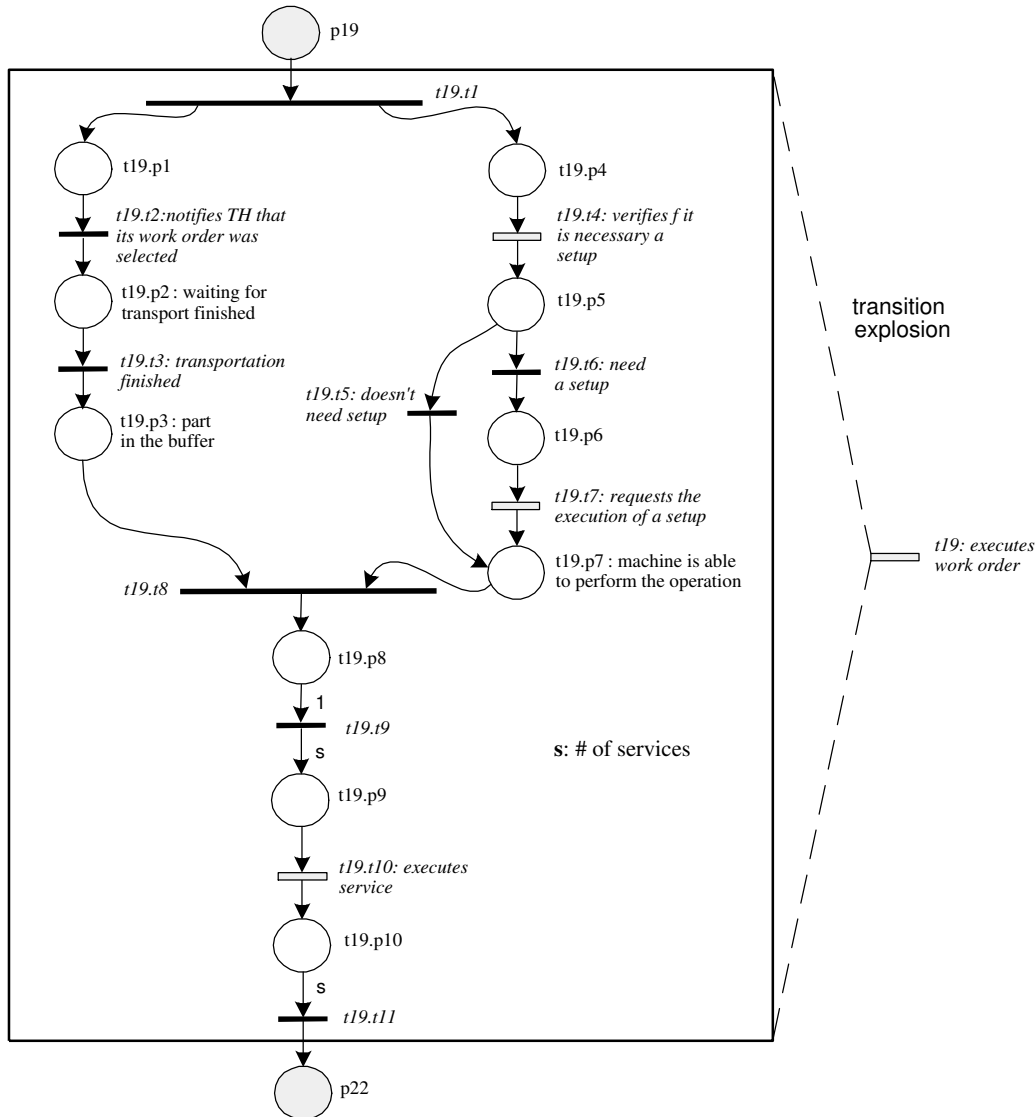 p19
t19.t1
t19.p1
t19.p4
t19.t2:notifies TH that
its work order was
selected
t19.t4: verifies f it
is necessary a
setup
t19.p2 : waiting for
transport finished
t19.p5
transition
explosion
t19.t3: transportation
finished
t19.t6: need
a setup
t19.t5: doesn't
need setup
t19.p3 : part
in the buffer
t19.p6
t19.t7: requests the
execution of a setup
t19: executes
work order
t19.p7 : machine is able
to perform the operation
t19.t8
t19.p8
1
t19.t9
s
s: # of services
t19.p9
t19.t10: executes
service
t19.p10
s
t19.t11
p22